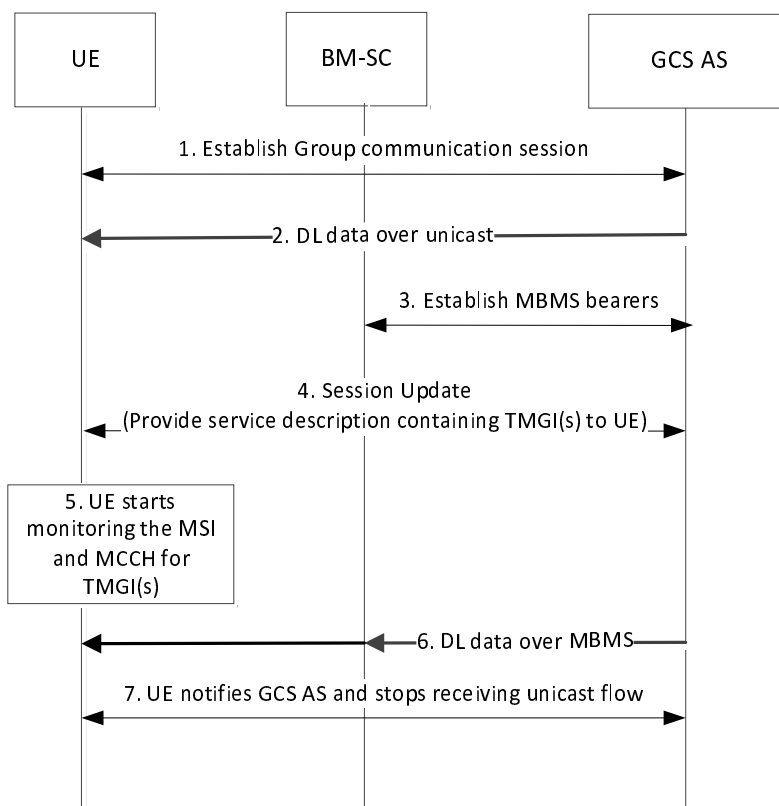 UE
BM-SC
GCS AS
1. Establish Group communication session
2. DL data over unicast
3. Establish MBMS bearers
4. Session Update
(Provide service description containing TMGI(s) to UE)
5. UE starts
monitoring the MSI
and MCCH for
TMGI(s)
6. DL data over MBMS
7. UE notifies GCS AS and stops receiving unicast flow